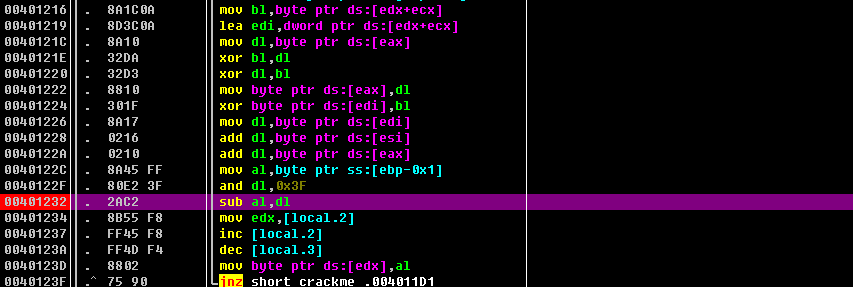 00401216 . 8A1C0A mov bl,byte ptr ds:[edx+ecx]
00401219 . 8D3C0A lea edi,dword ptr ds:[edx+ecx]
0040121C . 8A10 mov dl,byte ptr ds:[eax]
0040121E . 32DA xor bl,dl
00401220 . 32D3 xor dl,bl
00401222 . 8810 mov byte ptr ds:[eax],dl
00401224 . 301F xor byte ptr ds:[edi],bl
00401226 . 8A17 mov dl,byte ptr ds:[edi]
00401228 . 0216 add dl,byte ptr ds:[esi]
0040122A . 0210 add dl,byte ptr ds:[eax]
0040122C . 8A45 FF mov al,byte ptr ss:[ebp-0x1]
0040122F . 80E2 3F and dl,0x3F
00401232 . 2AC2 sub al,dl
00401234 . 8B55 F8 mov edx,[local.2]
00401237 . FF45 F8 inc [local.2]
0040123A . FF4D F4 dec [local.3]
0040123D . 8802 mov byte ptr ds:[edx],al
0040123F .^ 75 90 jnz short crackme .004011D1